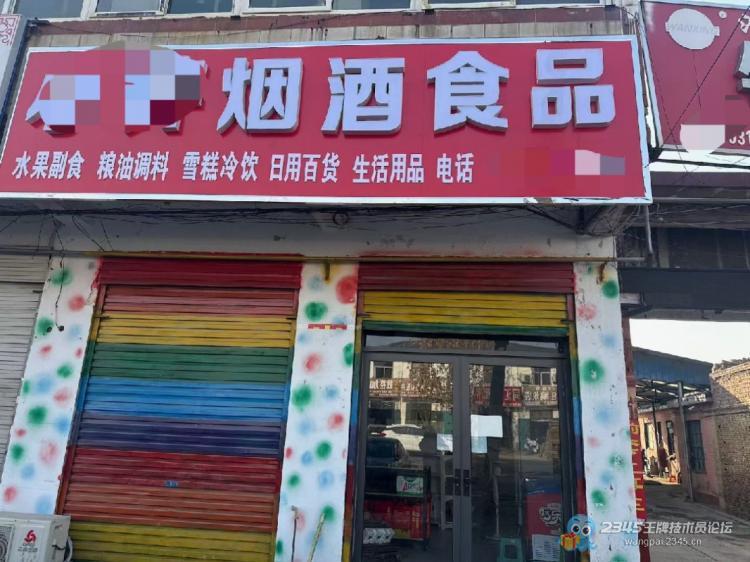 烟酒食品
水果副食 粮油调料 雪糕冷饮 日用百货 生活用品 电话
2345王牌技术员论坛
wangpai.2345.cn